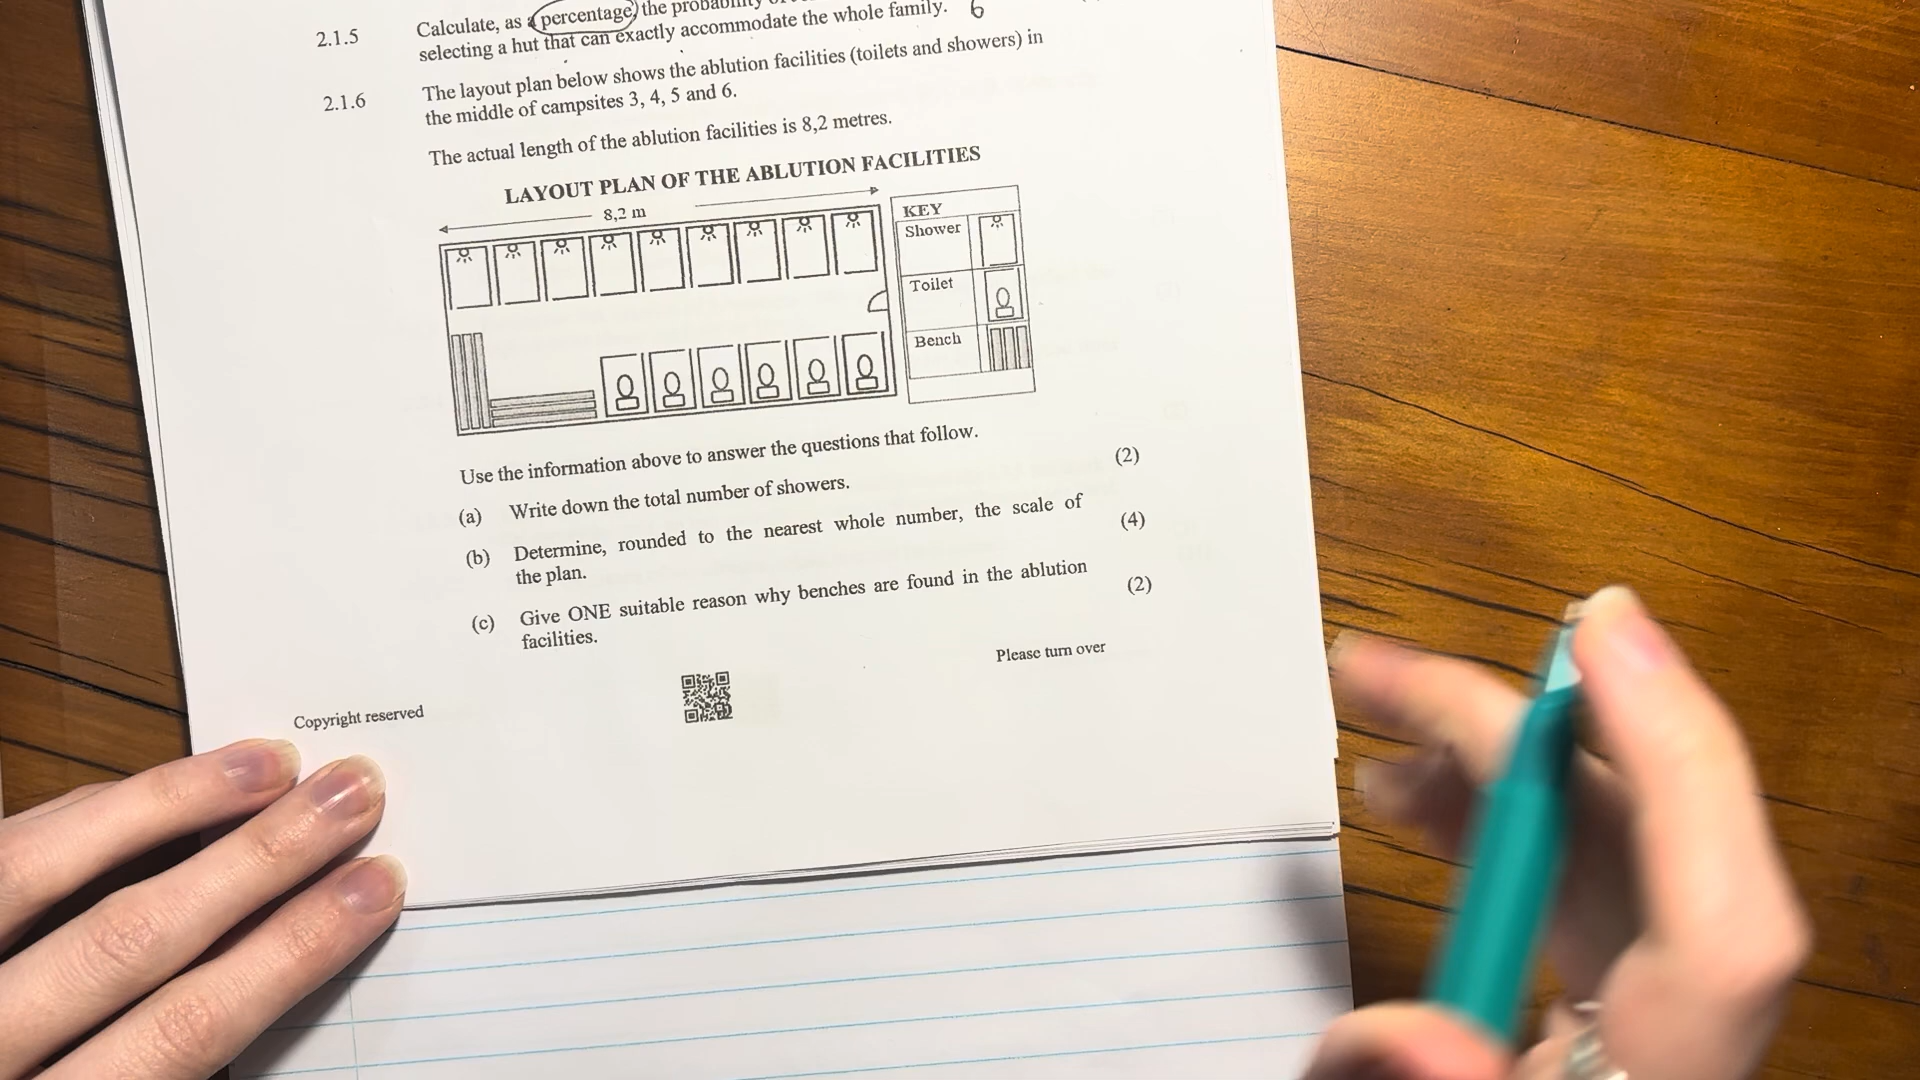 2.1.5 Calculate, as a percentage, the probability
selecting a hut that can exactly accommodate the whole family. 6
2.1.6 The layout plan below shows the ablution facilities (toilets and showers) in
the middle of campsites 3, 4, 5 and 6.
The actual length of the ablution facilities is 8,2 metres.
LAYOUT PLAN OF THE ABLUTION FACILITIES
8,2 m
KEY
Shower
Toilet
Bench
Use the information above to answer the questions that follow.
(a) Write down the total number of showers. (2)
(b) Determine, rounded to the nearest whole number, the scale of
the plan. (4)
(c) Give ONE suitable reason why benches are found in the ablution
facilities. (2)
Please turn over
Copyright reserved